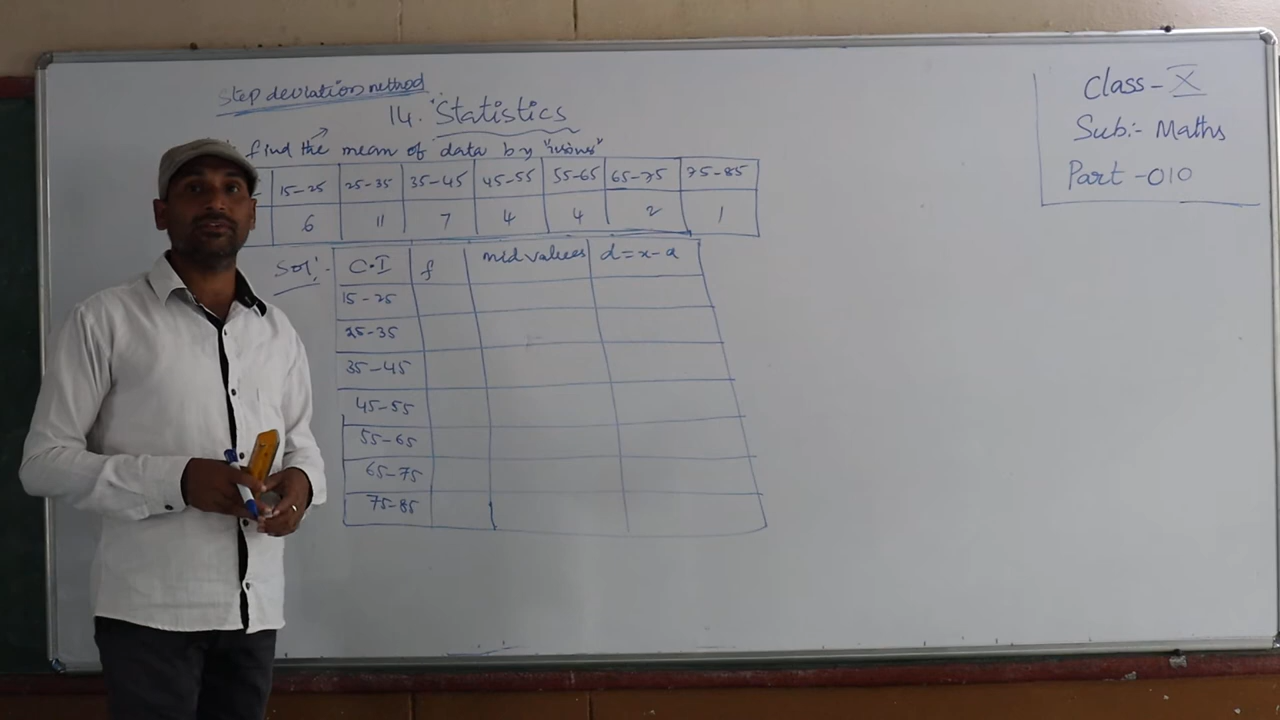 Step deviation method
14. Statistics
find the mean of data by
15-25 25-35 35-45 45-55 55-65 65-75 75-85
6 11 7 4 4 2 1
Sol:- C.I f mid values d=x-a
15-25
25-35
35-45
45-55
55-65
65-75
75-85
Class-X
Sub:- Maths
Part-010